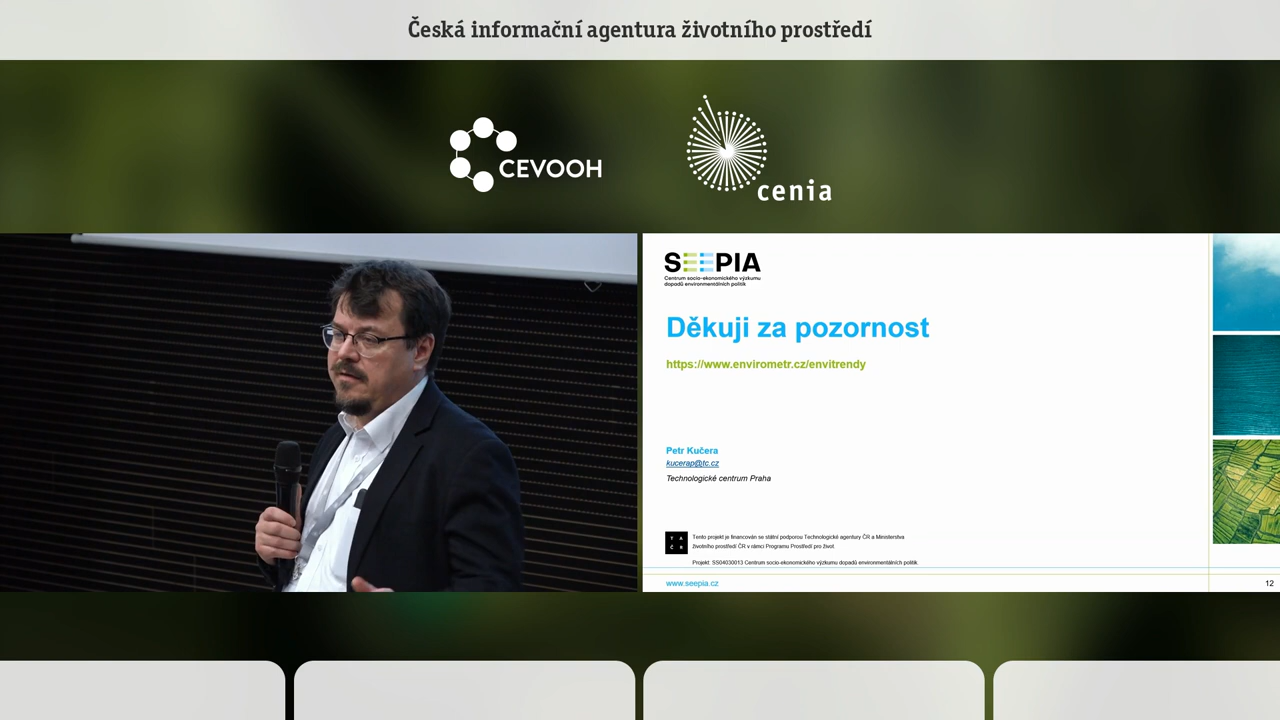 Česká informační agentura životního prostředí
CEVOOH
cenia
SEEPIA
Centrum socio-ekonomického výzkumu
dopadů environmentálních politik
Děkuji za pozornost
https://www.envirometr.cz/envitrendy
Petr Kučera
kucerap@tc.cz
Technologické centrum Praha
T A
Č R
Tento projekt je financován se státní podporou Technologické agentury ČR a Ministerstva
životního prostředí ČR v rámci Programu Prostředí pro život.
Projekt: SS04030013 Centrum socio-ekonomického výzkumu dopadů environmentálních politik.
www.seepia.cz
12